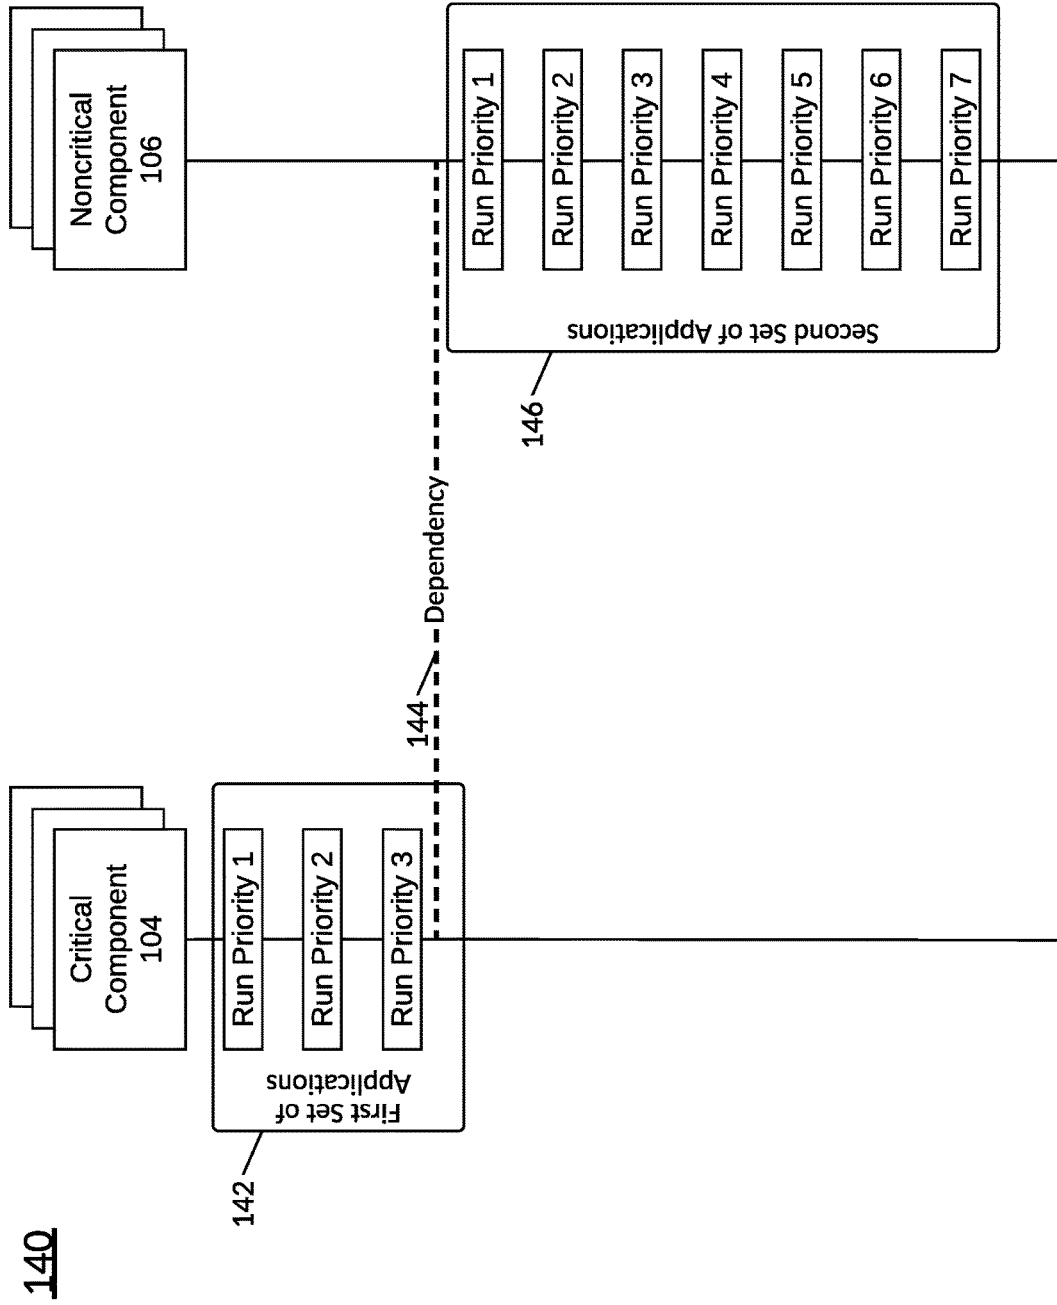 140
Critical
Component
104
142
First Set of
Applications
Run Priority 1
Run Priority 2
Run Priority 3
144
Dependency
Noncritical
Component
106
146
Second Set of Applications
Run Priority 1
Run Priority 2
Run Priority 3
Run Priority 4
Run Priority 5
Run Priority 6
Run Priority 7